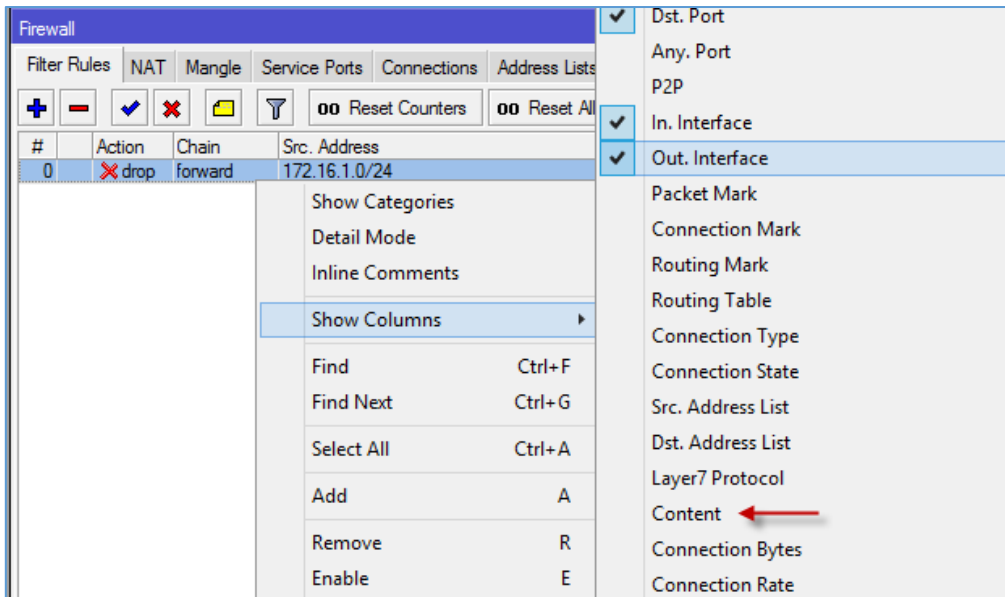 Firewall
Filter Rules NAT Mangle Service Ports Connections Address Lists
00 Reset Counters 00 Reset All
# Action Chain Src. Address
0 drop forward 172.16.1.0/24
Show Categories
Detail Mode
Inline Comments
Show Columns
Find Ctrl+F
Find Next Ctrl+G
Select All Ctrl+A
Add A
Remove R
Enable E
Dst. Port
Any. Port
P2P
In. Interface
Out. Interface
Packet Mark
Connection Mark
Routing Mark
Routing Table
Connection Type
Connection State
Src. Address List
Dst. Address List
Layer7 Protocol
Content
Connection Bytes
Connection Rate